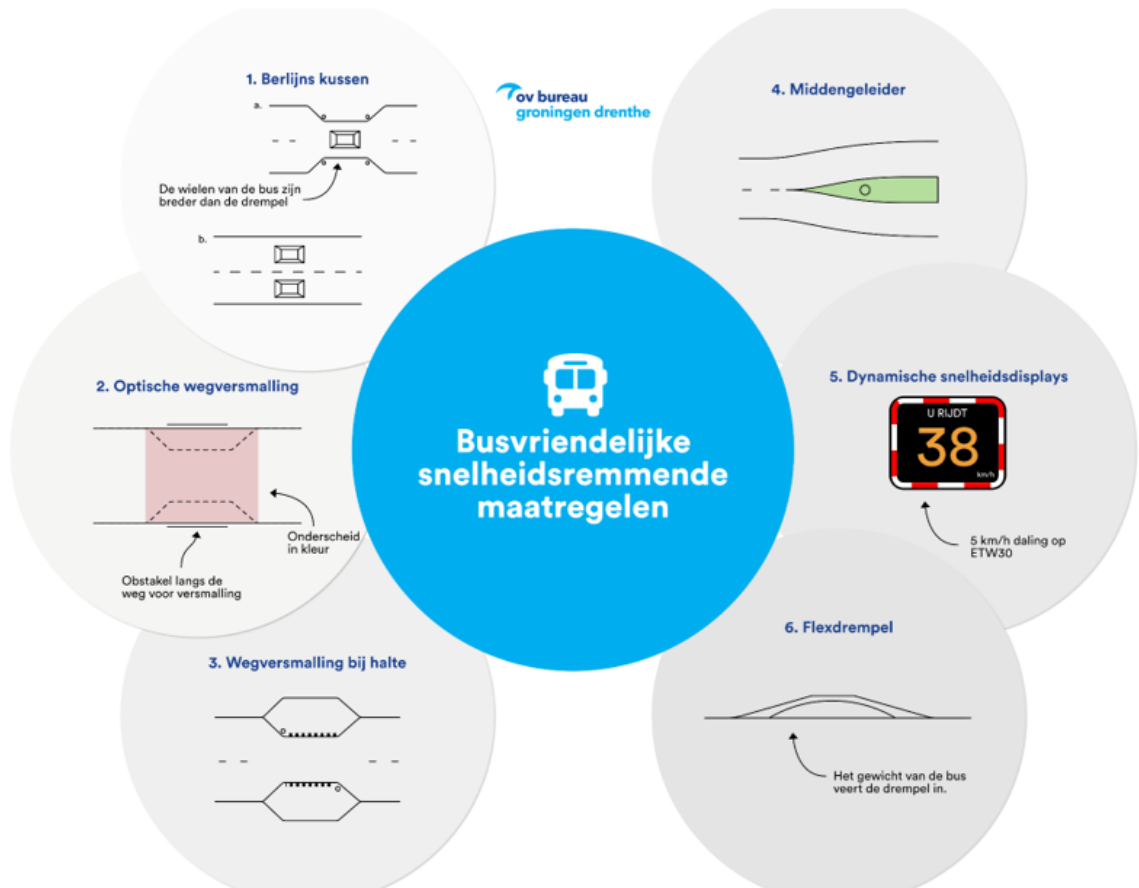 1. Berlijns kussen
a.
De wielen van de bus zijn
breder dan de drempel
b.
ov bureau
groningen drenthe
4. Middengeleider
2. Optische wegversmalling
Onderscheid
in kleur
Obstakel langs de
weg voor versmalling
Busvriendelijke
snelheidsremmende
maatregelen
5. Dynamische snelheidsdisplays
U RIJDT
38
km/h
5 km/h daling op
ETW30
3. Wegversmalling bij halte
6. Flexdrempel
Het gewicht van de bus
veert de drempel in.